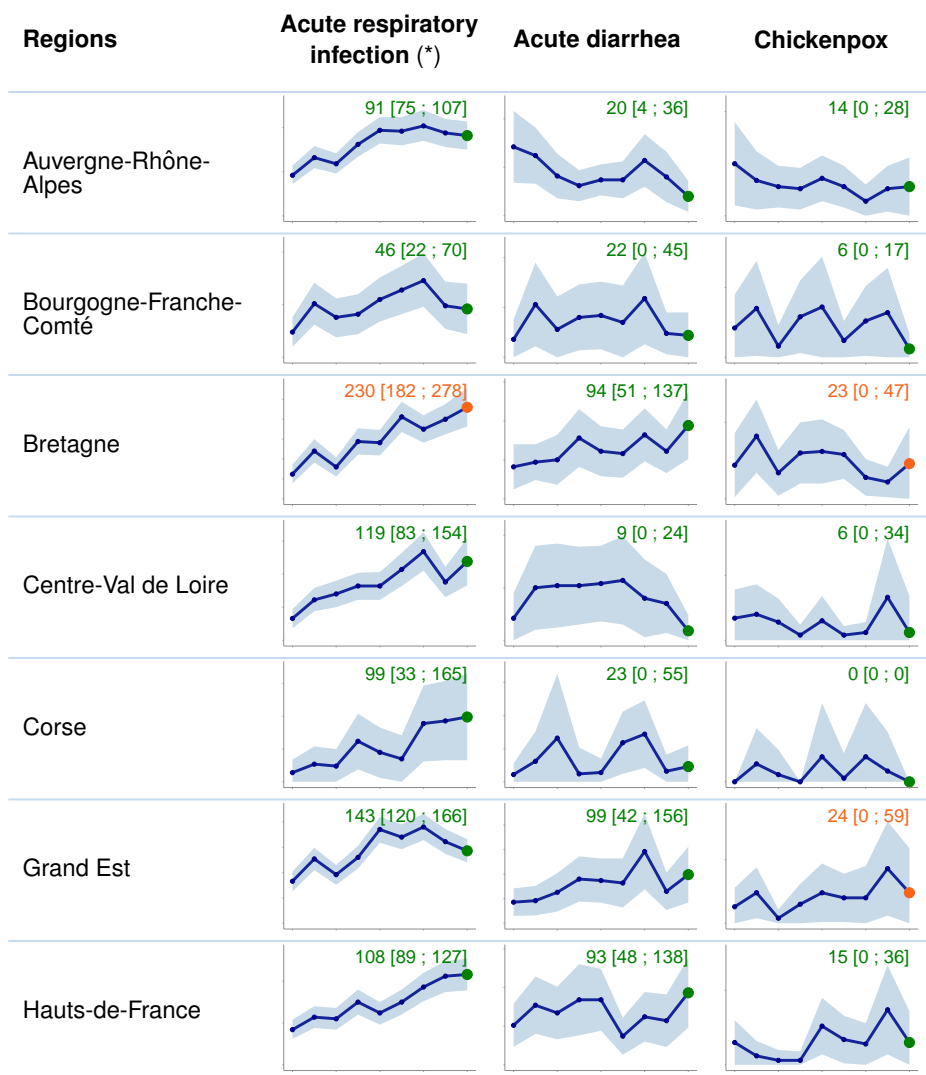 Regions
Acute respiratory
infection (*)
Acute diarrhea
Chickenpox
Auvergne-Rhône-
Alpes
91 [75 ; 107]
20 [4 ; 36]
14 [0 ; 28]
Bourgogne-Franche-
Comté
46 [22 ; 70]
22 [0 ; 45]
6 [0 ; 17]
Bretagne
230 [182 ; 278]
94 [51 ; 137]
23 [0 ; 47]
Centre-Val de Loire
119 [83 ; 154]
9 [0 ; 24]
6 [0 ; 34]
Corse
99 [33 ; 165]
23 [0 ; 55]
0 [0 ; 0]
Grand Est
143 [120 ; 166]
99 [42 ; 156]
24 [0 ; 59]
Hauts-de-France
108 [89 ; 127]
93 [48 ; 138]
15 [0 ; 36]